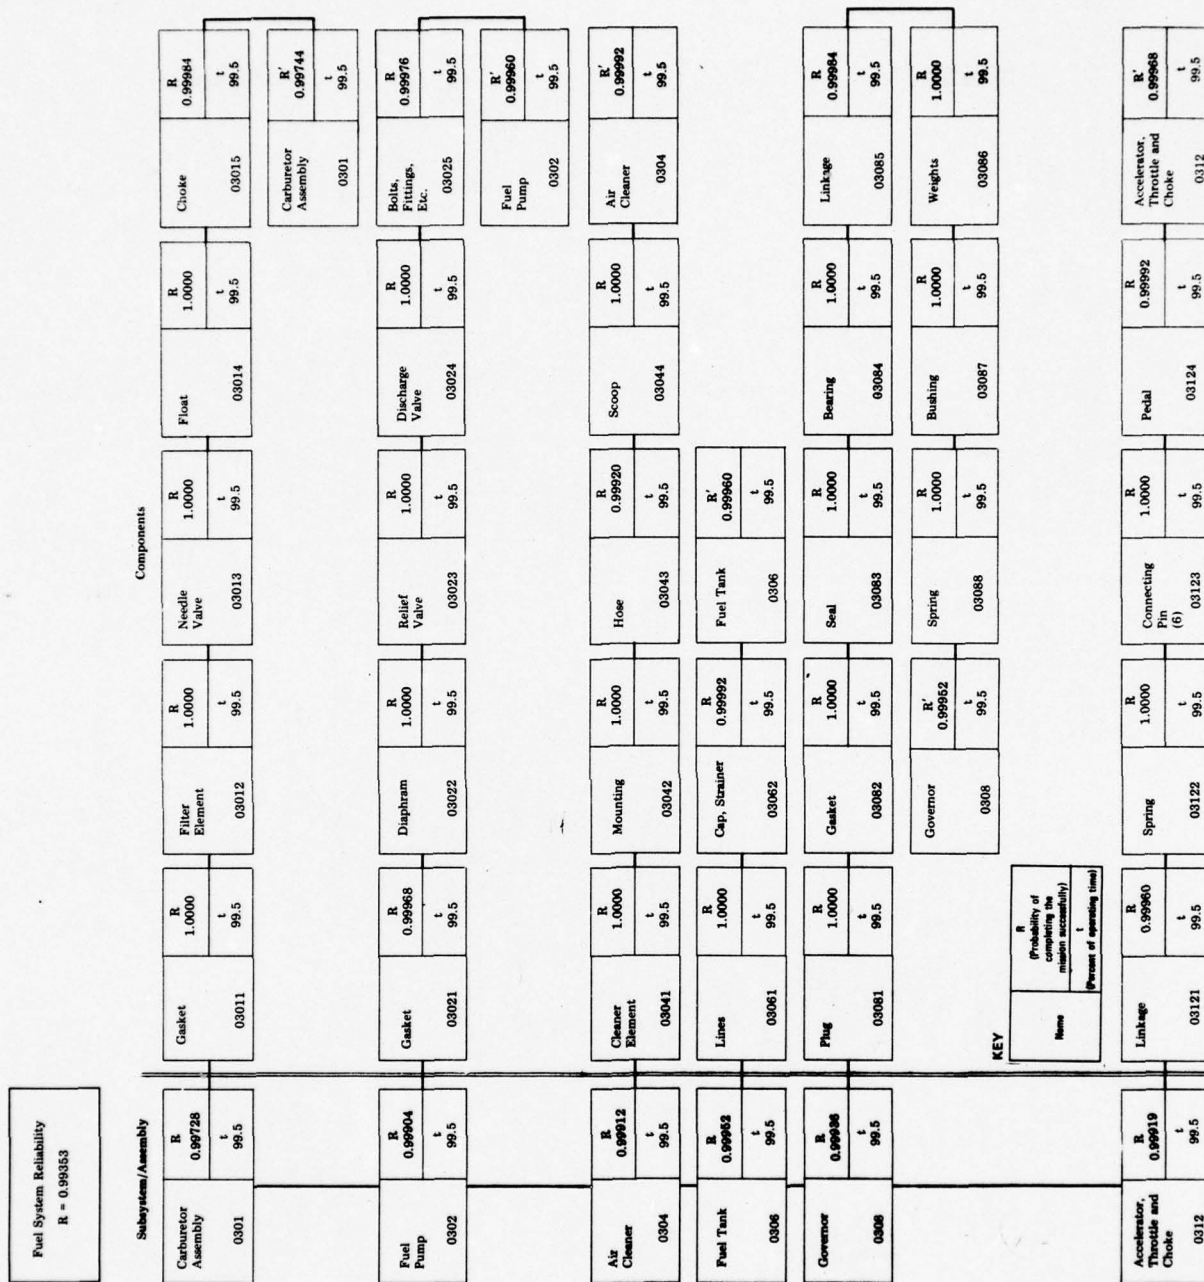 Fuel System Reliability
R = 0.99353
Subsystem/Assembly
Components
Carburetor
Assembly
0301
R
0.99728
t
99.5
Gasket
03011
R
1.0000
t
99.5
Filter
Element
03012
R
1.0000
t
99.5
Needle
Valve
03013
R
1.0000
t
99.5
Float
03014
R
1.0000
t
99.5
Choke
03015
R
0.99984
t
99.5
Carburetor
Assembly
0301
R'
0.99744
t
99.5
Fuel
Pump
0302
R
0.99904
t
99.5
Gasket
03021
R
0.99968
t
99.5
Diaphram
03022
R
1.0000
t
99.5
Relief
Valve
03023
R
1.0000
t
99.5
Discharge
Valve
03024
R
1.0000
t
99.5
Bolts,
Fittings,
Etc.
03025
R
0.99976
t
99.5
Fuel
Pump
0302
R'
0.99960
t
99.5
Air
Cleaner
0304
R
0.99912
t
99.5
Cleaner
Element
03041
R
1.0000
t
99.5
Mounting
03042
R
1.0000
t
99.5
Hose
03043
R
0.99920
t
99.5
Scoop
03044
R
1.0000
t
99.5
Air
Cleaner
0304
R'
0.99992
t
99.5
Fuel Tank
0306
R
0.99952
t
99.5
Lines
03061
R
1.0000
t
99.5
Cap, Strainer
03062
R
0.99992
t
99.5
Fuel Tank
0306
R'
0.99960
t
99.5
Governor
0308
R
0.99936
t
99.5
Plug
03081
R
1.0000
t
99.5
Gasket
03082
R
1.0000
t
99.5
Seal
03083
R
1.0000
t
99.5
Bearing
03084
R
1.0000
t
99.5
Linkage
03085
R
0.99984
t
99.5
Governor
0308
R'
0.99952
t
99.5
Spring
03088
R
1.0000
t
99.5
Bushing
03087
R
1.0000
t
99.5
Weights
03086
R
1.0000
t
99.5
KEY
Name
R
(Probability of
completing the
mission successfully)
t
(Percent of operating time)
Accelerator,
Throttle and
Choke
0312
R
0.99919
t
99.5
Linkage
03121
R
0.99960
t
99.5
Spring
03122
R
1.0000
t
99.5
Connecting
Pin
(6)
03123
R
1.0000
t
99.5
Pedal
03124
R
0.99992
t
99.5
Accelerator,
Throttle and
Choke
0312
R'
0.99968
t
99.5